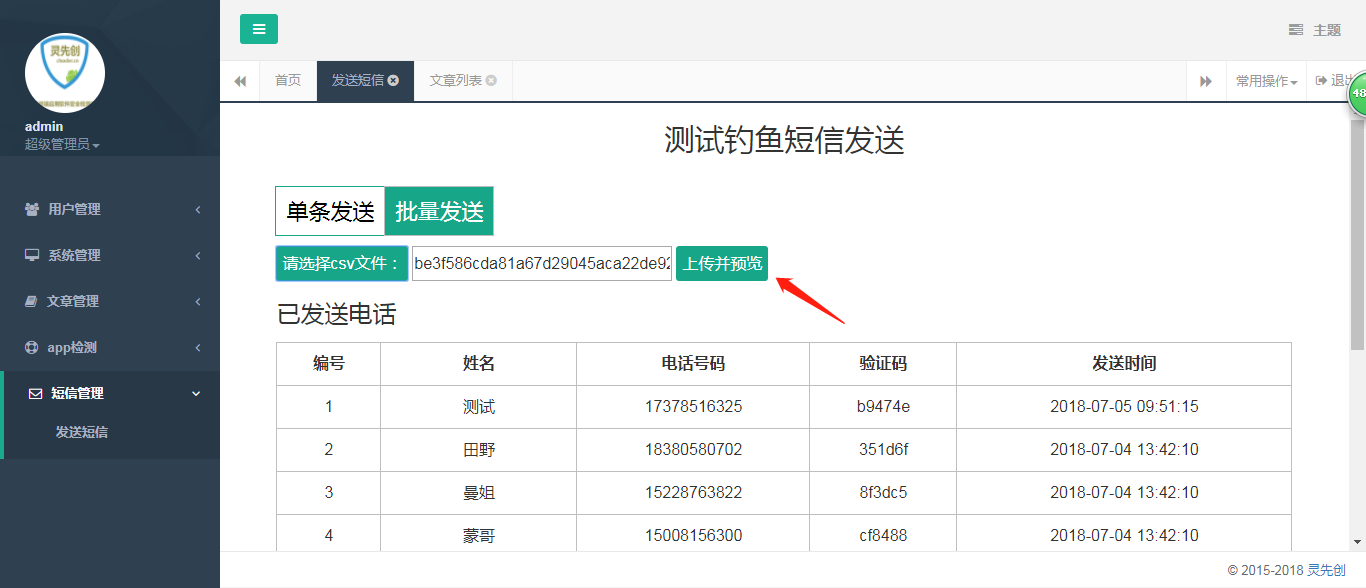 灵先创
admin
超级管理员
用户管理
系统管理
文章管理
app检测
短信管理
发送短信
主题
首页
发送短信
文章列表
常用操作
退出
48
测试钓鱼短信发送
单条发送 批量发送
请选择csv文件： be3f586cda81a67d29045aca22de92 上传并预览
已发送电话
编号 姓名 电话号码 验证码 发送时间
1 测试 17378516325 b9474e 2018-07-05 09:51:15
2 田野 18380580702 351d6f 2018-07-04 13:42:10
3 曼姐 15228763822 8f3dc5 2018-07-04 13:42:10
4 蒙哥 15008156300 cf8488 2018-07-04 13:42:10
© 2015-2018 灵先创